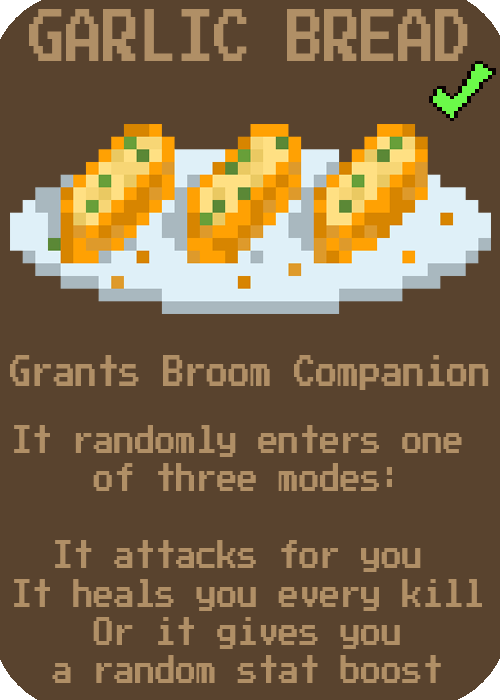 GARLIC BREAD
Grants Broom Companion
It randomly enters one
of three modes:
It attacks for you
It heals you every kill
Or it gives you
a random stat boost